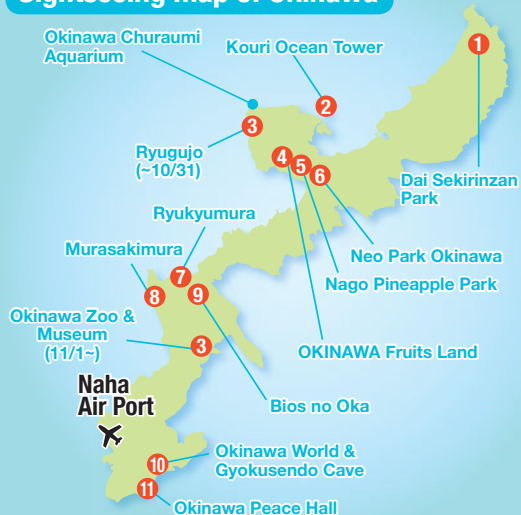 Sightseeing map of Okinawa
Okinawa Churaumi
Aquarium
Kouri Ocean Tower
1
2
3
Ryugujo
(~10/31)
4
5
6
Dai Sekirinzan
Park
Ryukyumura
Neo Park Okinawa
Murasakimura
7
Nago Pineapple Park
8
9
Okinawa Zoo &
Museum
(11/1~)
3
OKINAWA Fruits Land
Naha
Air Port
Bios no Oka
10
Okinawa World &
Gyokusendo Cave
11
Okinawa Peace Hall